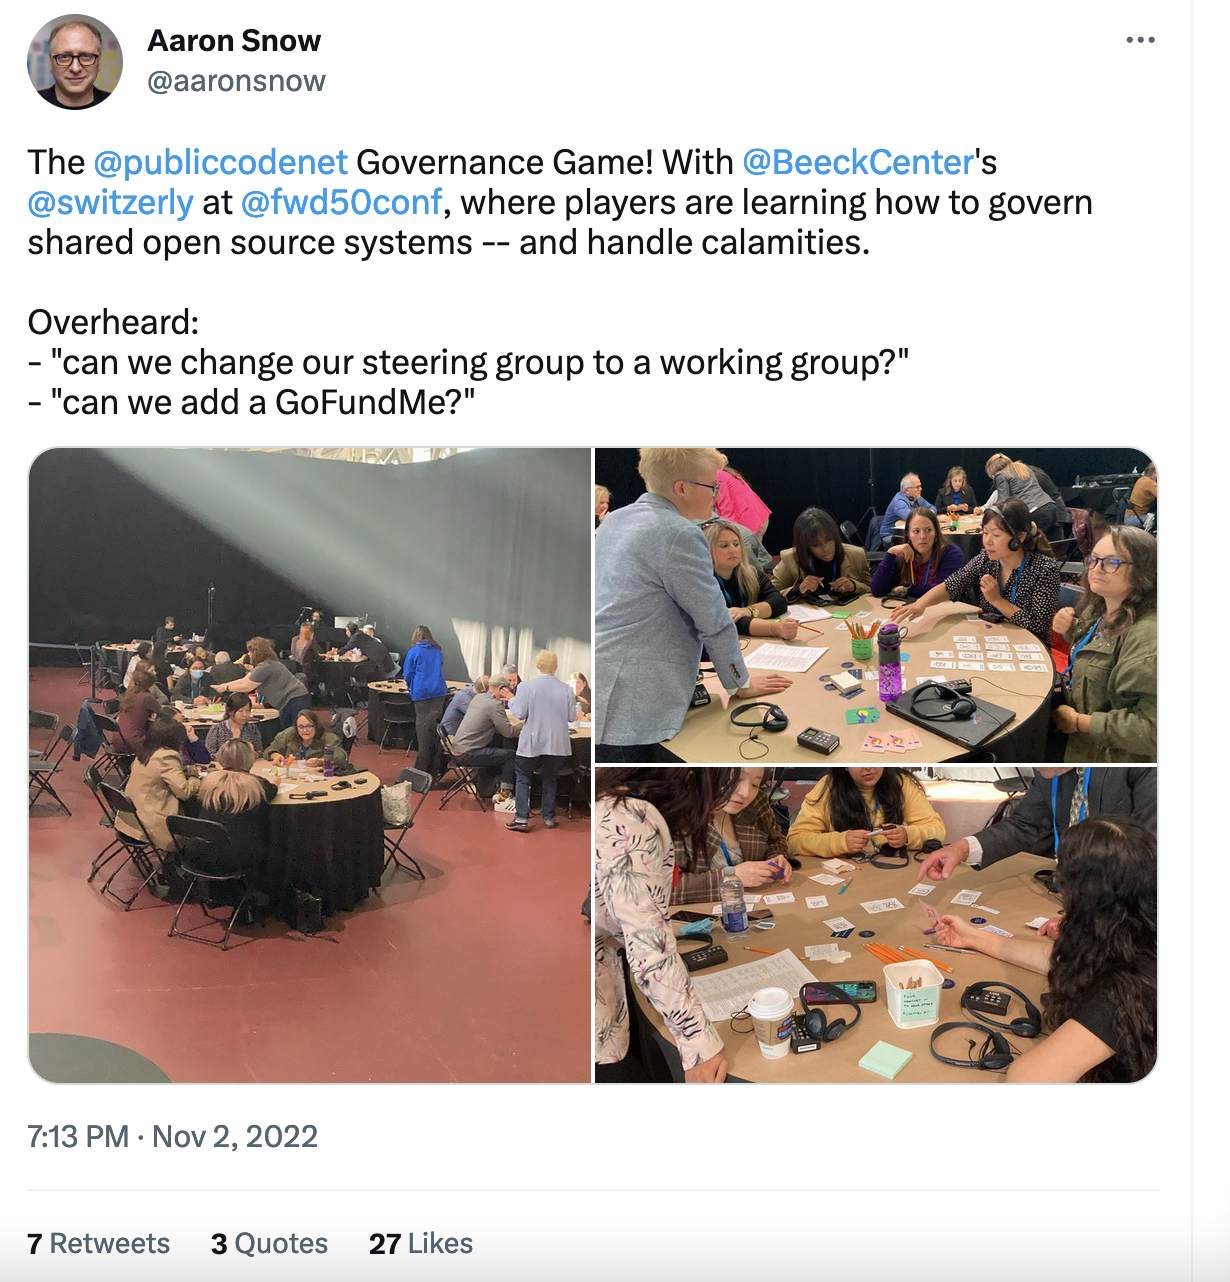 Aaron Snow
@aaronsnow
The @publiccodenet Governance Game! With @BeeckCenter's
@switzerly at @fwd50conf, where players are learning how to govern
shared open source systems -- and handle calamities.
Overheard:
- "can we change our steering group to a working group?"
- "can we add a GoFundMe?"
7:13 PM · Nov 2, 2022
7 Retweets 3 Quotes 27 Likes